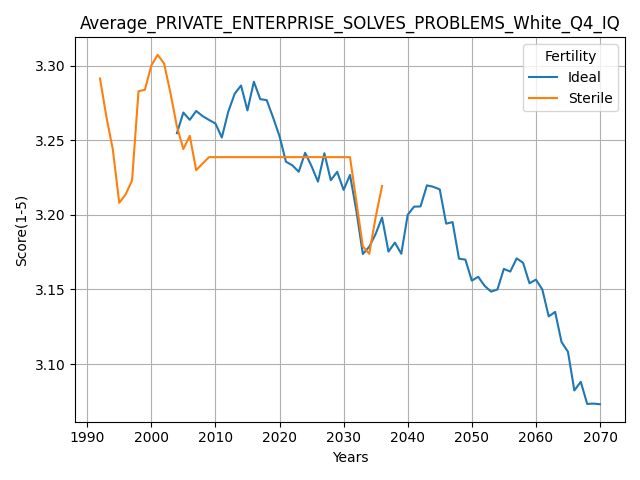 Average_PRIVATE_ENTERPRISE_SOLVES_PROBLEMS_White_Q4_IQ
Fertility
Ideal
Sterile
Score(1-5)
3.30
3.25
3.20
3.15
3.10
1990 2000 2010 2020 2030 2040 2050 2060 2070
Years